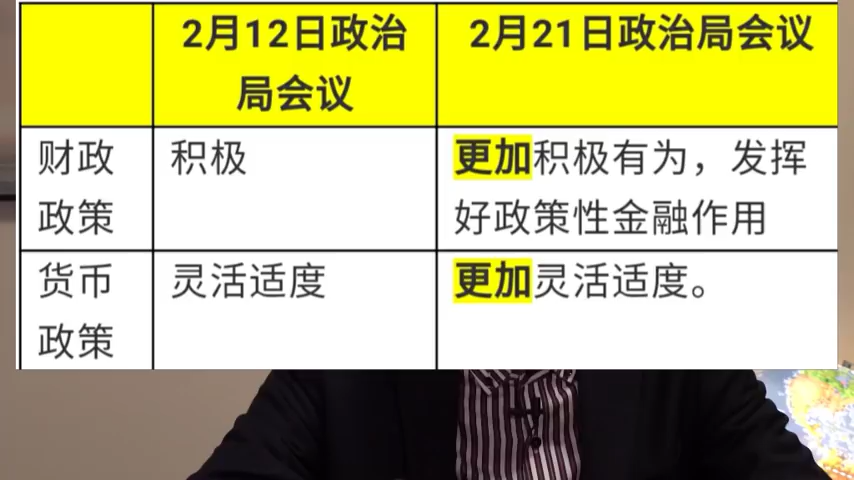 2月12日政治 2月21日政治局会议
局会议
财政 积极 更加积极有为，发挥
政策 好政策性金融作用
货币 灵活适度 更加灵活适度。
政策